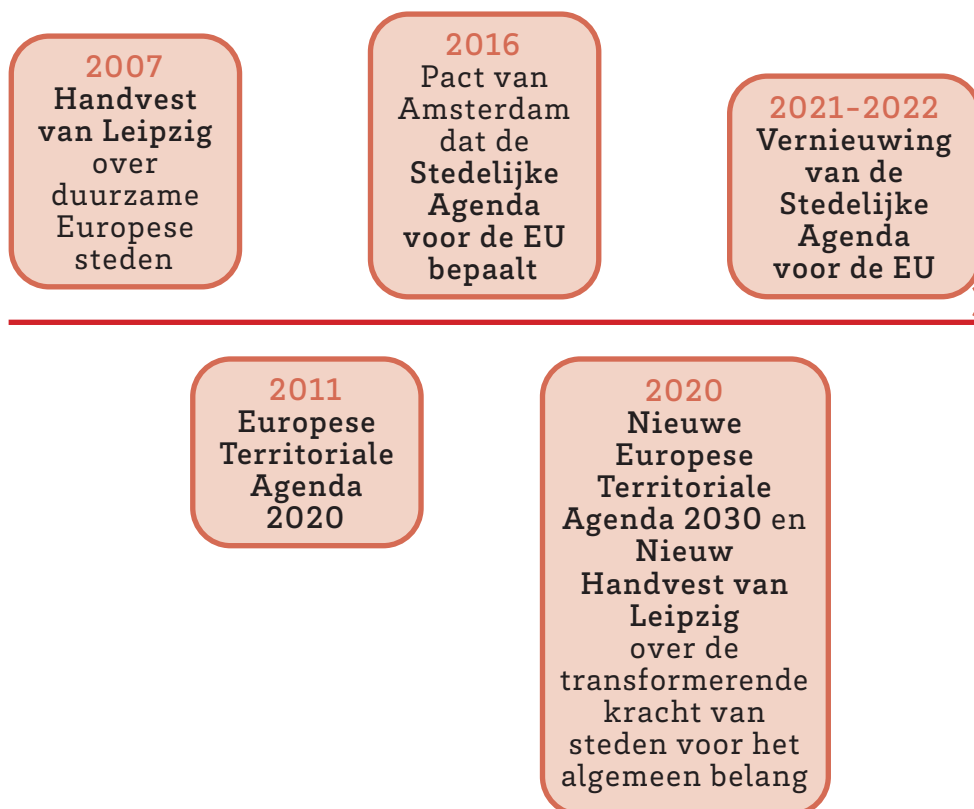 2007
Handvest
van Leipzig
over
duurzame
Europese
steden
2016
Pact van
Amsterdam
dat de
Stedelijke
Agenda
voor de EU
bepaalt
2021-2022
Vernieuwing
van de
Stedelijke
Agenda
voor de EU
2011
Europese
Territoriale
Agenda
2020
2020
Nieuwe
Europese
Territoriale
Agenda 2030 en
Nieuw
Handvest van
Leipzig
over de
transformerende
kracht van
steden voor het
algemeen belang